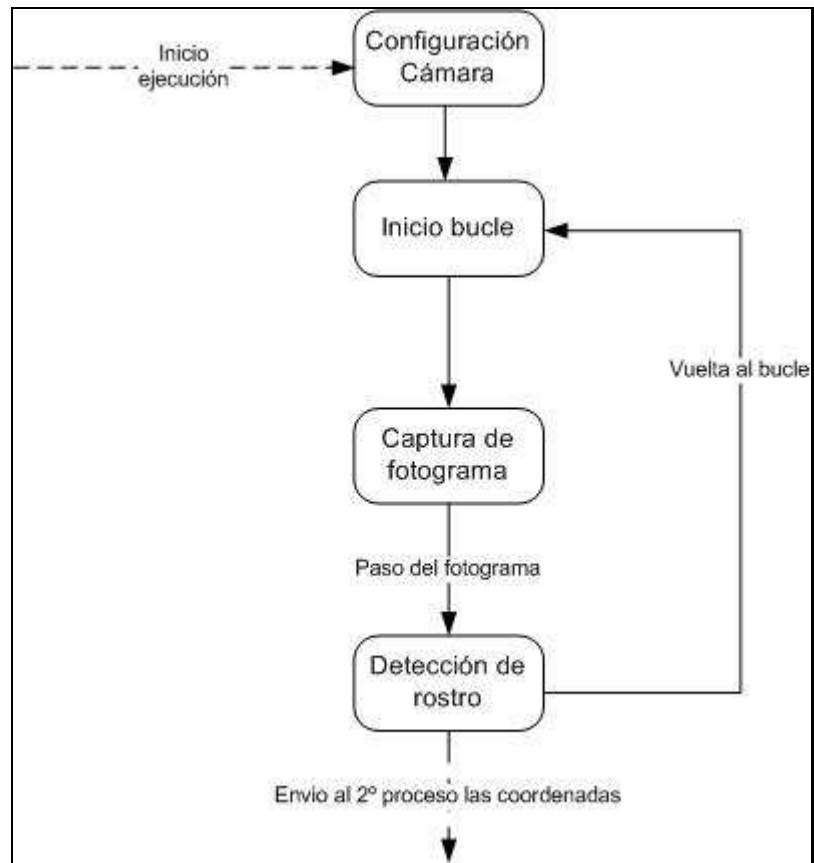 Configuración
Cámara
Inicio
ejecución
Inicio bucle
Vuelta al bucle
Captura de
fotograma
Paso del fotograma
Detección de
rostro
Envio al 2º proceso las coordenadas